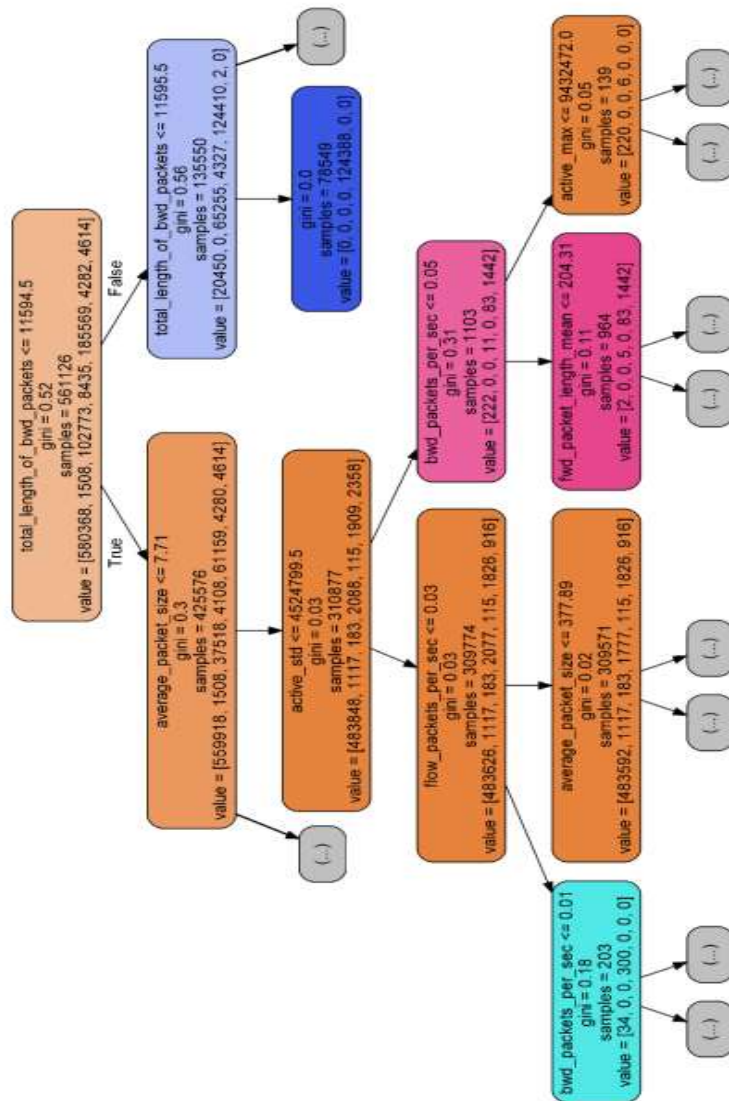 total_length_of_bwd_packets <= 11594.5
gini = 0.52
samples = 561126
value = [580368, 1508, 102773, 8435, 185569, 4282, 4614]
True
False
average_packet_size <= 7.71
gini = 0.3
samples = 425576
value = [559918, 1508, 37518, 4108, 61159, 4280, 4614]
total_length_of_bwd_packets <= 11595.5
gini = 0.56
samples = 135550
value = [20450, 0, 65255, 4327, 124410, 2, 0]
(...)
active_std <= 4524799.5
gini = 0.03
samples = 310877
value = [483848, 1117, 183, 2088, 115, 1909, 2358]
gini = 0.0
samples = 78549
value = [0, 0, 0, 0, 124388, 0, 0]
(...)
flow_packets_per_sec <= 0.03
gini = 0.03
samples = 309774
value = [483626, 1117, 183, 2077, 115, 1826, 916]
bwd_packets_per_sec <= 0.05
gini = 0.31
samples = 1103
value = [222, 0, 0, 11, 0, 83, 1442]
bwd_packets_per_sec <= 0.01
gini = 0.18
samples = 203
value = [34, 0, 0, 300, 0, 0, 0]
average_packet_size <= 377.89
gini = 0.02
samples = 309571
value = [483592, 1117, 183, 1777, 115, 1826, 916]
fwd_packet_length_mean <= 204.31
gini = 0.11
samples = 964
value = [2, 0, 0, 5, 0, 83, 1442]
active_max <= 9432472.0
gini = 0.05
samples = 139
value = [220, 0, 0, 6, 0, 0, 0]
(...)
(...)
(...)
(...)
(...)
(...)
(...)
(...)